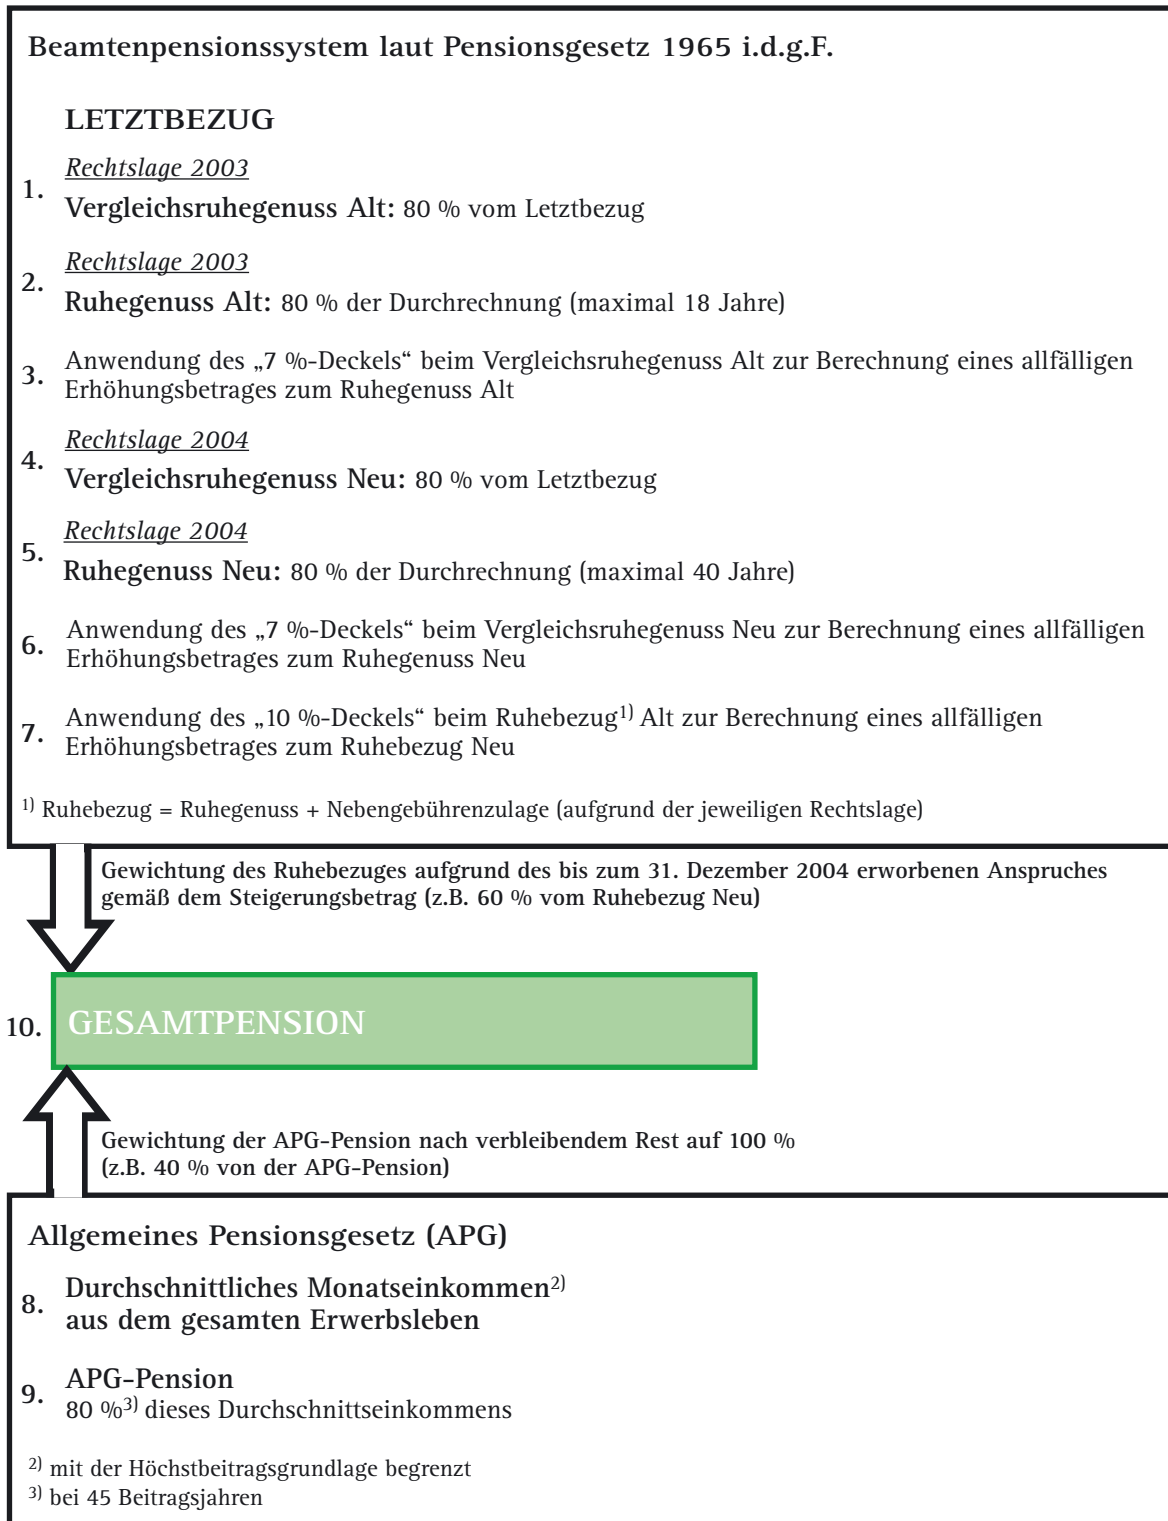 Beamtenpensionssystem laut Pensionsgesetz 1965 i.d.g.F.
LETZTBEZUG
1. Rechtslage 2003
Vergleichsruhegenuss Alt: 80 % vom Letztbezug
2. Rechtslage 2003
Ruhegenuss Alt: 80 % der Durchrechnung (maximal 18 Jahre)
3. Anwendung des „7 %-Deckels“ beim Vergleichsruhegenuss Alt zur Berechnung eines allfälligen
Erhöhungsbetrages zum Ruhegenuss Alt
4. Rechtslage 2004
Vergleichsruhegenuss Neu: 80 % vom Letztbezug
5. Rechtslage 2004
Ruhegenuss Neu: 80 % der Durchrechnung (maximal 40 Jahre)
6. Anwendung des „7 %-Deckels“ beim Vergleichsruhegenuss Neu zur Berechnung eines allfälligen
Erhöhungsbetrages zum Ruhegenuss Neu
7. Anwendung des „10 %-Deckels“ beim Ruhebezug1) Alt zur Berechnung eines allfälligen
Erhöhungsbetrages zum Ruhebezug Neu
1) Ruhebezug = Ruhegenuss + Nebengebührenzulage (aufgrund der jeweiligen Rechtslage)
Gewichtung des Ruhebezuges aufgrund des bis zum 31. Dezember 2004 erworbenen Anspruches
gemäß dem Steigerungsbetrag (z.B. 60 % vom Ruhebezug Neu)
10. GESAMTPENSION
Gewichtung der APG-Pension nach verbleibendem Rest auf 100 %
(z.B. 40 % von der APG-Pension)
Allgemeines Pensionsgesetz (APG)
8. Durchschnittliches Monatseinkommen2)
aus dem gesamten Erwerbsleben
9. APG-Pension
80 %3) dieses Durchschnittseinkommens
2) mit der Höchstbeitragsgrundlage begrenzt
3) bei 45 Beitragsjahren